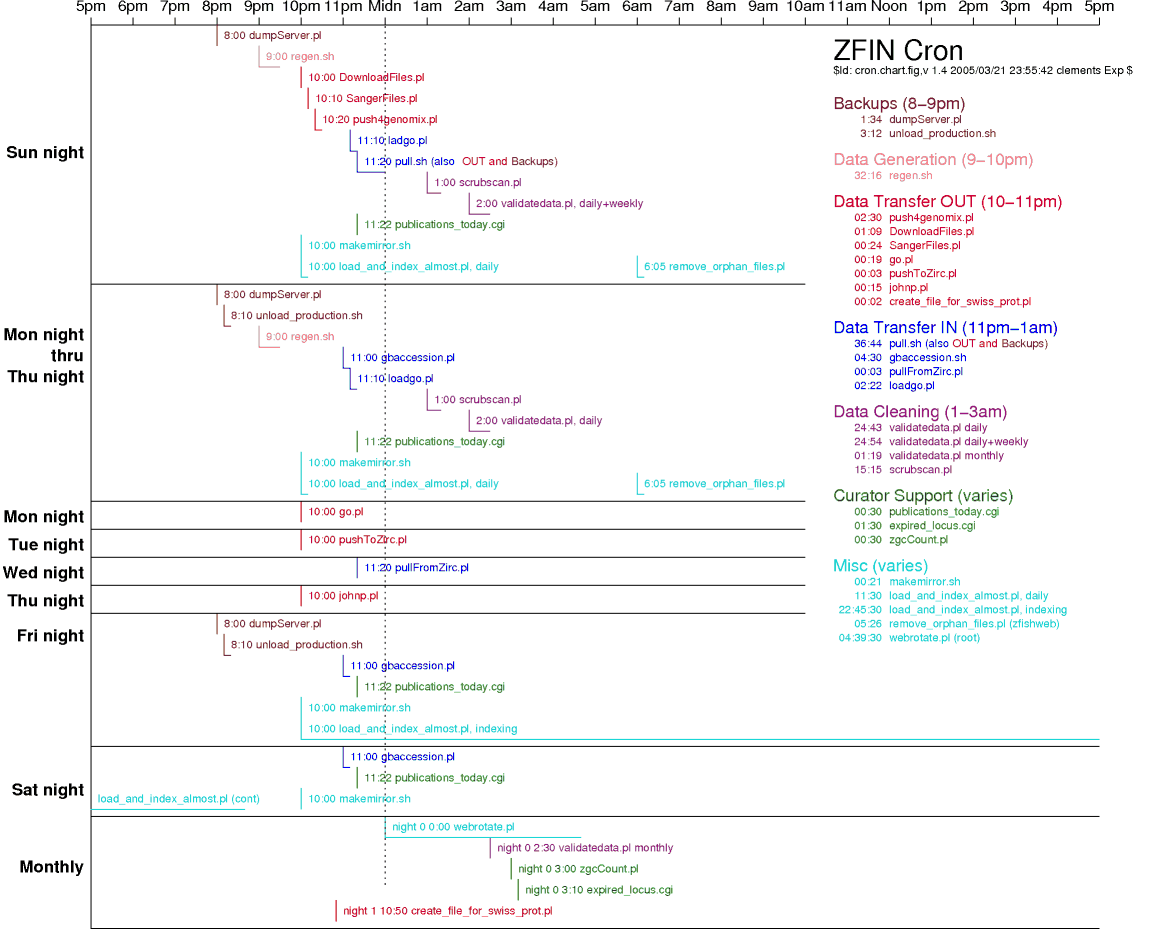 5pm 6pm 7pm 8pm 9pm 10pm 11pm Midn 1am 2am 3am 4am 5am 6am 7am 8am 9am 10am 11am Noon 1pm 2pm 3pm 4pm 5pm
Sun night
8:00 dumpServer.pl
9:00 regen.sh
10:00 DownloadFiles.pl
10:10 SangerFiles.pl
10:20 push4genomix.pl
11:10 ladgo.pl
11:20 pull.sh (also OUT and Backups)
1:00 scrubscan.pl
2:00 validatedata.pl, daily+weekly
11:22 publications_today.cgi
10:00 makemirror.sh
10:00 load_and_index_almost.pl, daily
6:05 remove_orphan_files.pl
Mon night
thru
Thu night
8:00 dumpServer.pl
8:10 unload_production.sh
9:00 regen.sh
11:00 gbaccession.pl
11:10 loadgo.pl
1:00 scrubscan.pl
2:00 validatedata.pl, daily
11:22 publications_today.cgi
10:00 makemirror.sh
10:00 load_and_index_almost.pl, daily
6:05 remove_orphan_files.pl
Mon night
10:00 go.pl
Tue night
10:00 pushToZirc.pl
Wed night
11:20 pullFromZirc.pl
Thu night
10:00 johnp.pl
Fri night
8:00 dumpServer.pl
8:10 unload_production.sh
11:00 gbaccession.pl
11:22 publications_today.cgi
10:00 makemirror.sh
10:00 load_and_index_almost.pl, indexing
Sat night
11:00 gbaccession.pl
11:22 publications_today.cgi
load_and_index_almost.pl (cont)
10:00 makemirror.sh
Monthly
night 0 0:00 webrotate.pl
night 0 2:30 validatedata.pl monthly
night 0 3:00 zgcCount.pl
night 0 3:10 expired_locus.cgi
night 1 10:50 create_file_for_swiss_prot.pl
ZFIN Cron
$Id: cron.chart.fig,v 1.4 2005/03/21 23:55:42 clements Exp $
Backups (8-9pm)
1:34 dumpServer.pl
3:12 unload_production.sh
Data Generation (9-10pm)
32:16 regen.sh
Data Transfer OUT (10-11pm)
02:30 push4genomix.pl
01:09 DownloadFiles.pl
00:24 SangerFiles.pl
00:19 go.pl
00:03 pushToZirc.pl
00:15 johnp.pl
00:02 create_file_for_swiss_prot.pl
Data Transfer IN (11pm-1am)
36:44 pull.sh (also OUT and Backups)
04:30 gbaccession.sh
00:03 pullFromZirc.pl
02:22 loadgo.pl
Data Cleaning (1-3am)
24:43 validatedata.pl daily
24:54 validatedata.pl daily+weekly
01:19 validatedata.pl monthly
15:15 scrubscan.pl
Curator Support (varies)
00:30 publications_today.cgi
01:30 expired_locus.cgi
00:30 zgcCount.pl
Misc (varies)
00:21 makemirror.sh
11:30 load_and_index_almost.pl, daily
22:45:30 load_and_index_almost.pl, indexing
05:26 remove_orphan_files.pl (zfishweb)
04:39:30 webrotate.pl (root)